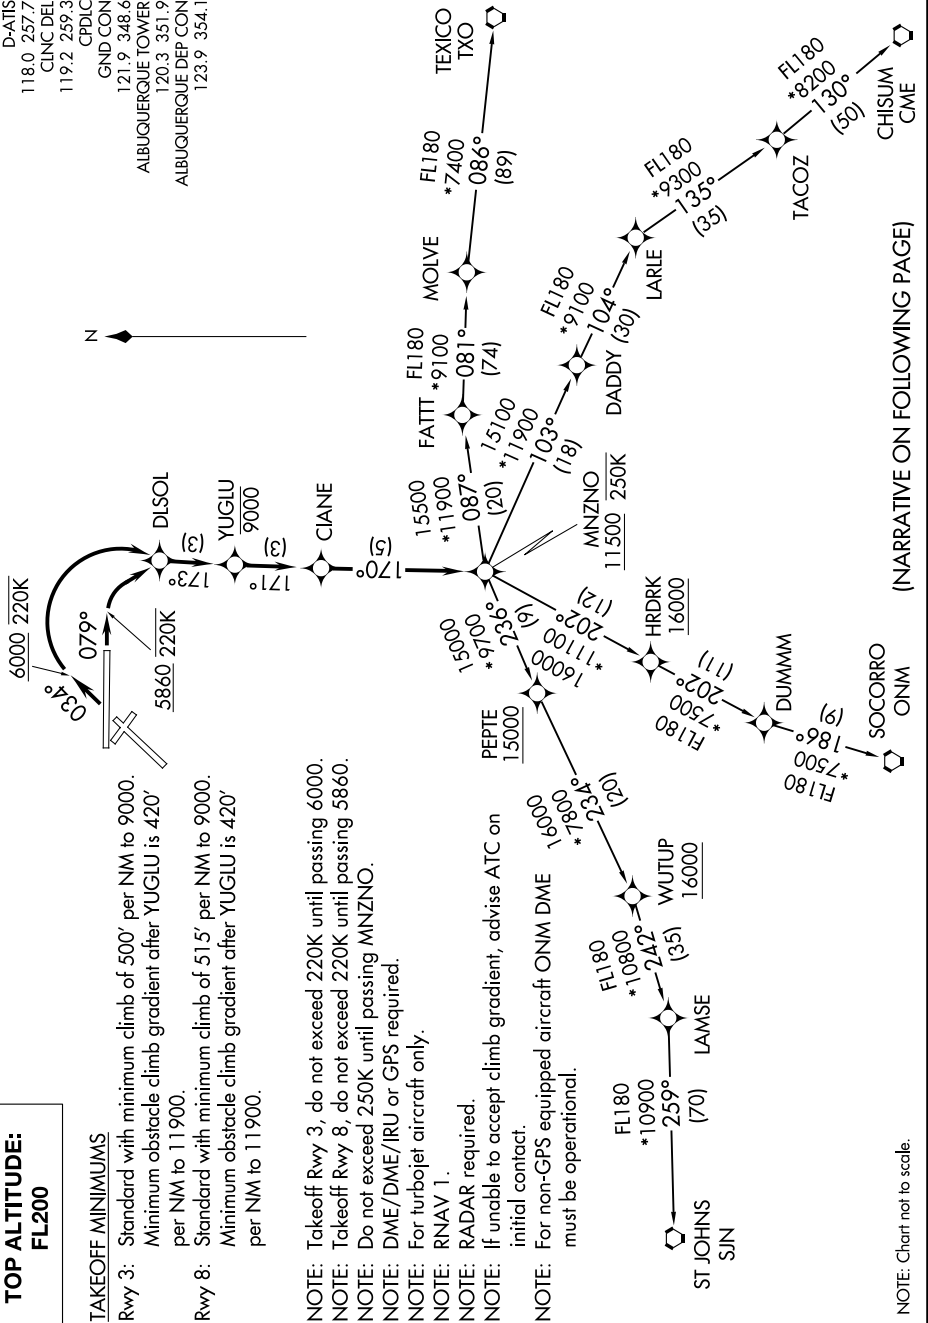 TOP ALTITUDE:
FL200
D-ATIS
118.0 257.7
CLNC DEL
119.2 259.3
CPDLC
GND CON
121.9 348.6
ALBUQUERQUE TOWER
120.3 351.9
ALBUQUERQUE DEP CON
123.9 354.1
TAKEOFF MINIMUMS
Rwy 3: Standard with minimum climb of 500' per NM to 9000.
Minimum obstacle climb gradient after YUGLU is 420'
per NM to 11900.
Rwy 8: Standard with minimum climb of 515' per NM to 9000.
Minimum obstacle climb gradient after YUGLU is 420'
per NM to 11900.
NOTE: Takeoff Rwy 3, do not exceed 220K until passing 6000.
NOTE: Takeoff Rwy 8, do not exceed 220K until passing 5860.
NOTE: Do not exceed 250K until passing MNZNO.
NOTE: DME/DME/IRU or GPS required.
NOTE: For turbojet aircraft only.
NOTE: RNAV 1.
NOTE: RADAR required.
NOTE: If unable to accept climb gradient, advise ATC on
initial contact.
NOTE: For non-GPS equipped aircraft ONM DME
must be operational.
6000 220K
034°
079°
5860 220K
N
DLSOL
173°
(3)
YUGLU
9000
171°
(3)
CIANE
170°
(5)
MNZNO
11500 250K
15500
*11900
087°
(20)
FATTT
FL180
*9100
081°
(74)
MOLVE
FL180
*7400
086°
(89)
TEXICO
TXO
15100
*11900
103°
(18)
DADDY
FL180
*9100
104°
(30)
LARLE
FL180
*9300
135°
(35)
TACOZ
FL180
*8200
130°
(50)
CHISUM
CME
16000
*11100
202°
(12)
HRDRK
16000
FL180
*7500
202°
(11)
DUMMM
FL180
*7500
186°
(9)
SOCORRO
ONM
15000
*9700
236°
(9)
PEPTE
15000
16000
*7800
234°
(20)
WUTUP
16000
FL180
*10800
242°
(35)
LAMSE
FL180
*10900
259°
(70)
ST JOHNS
SJN
NOTE: Chart not to scale.
(NARRATIVE ON FOLLOWING PAGE)